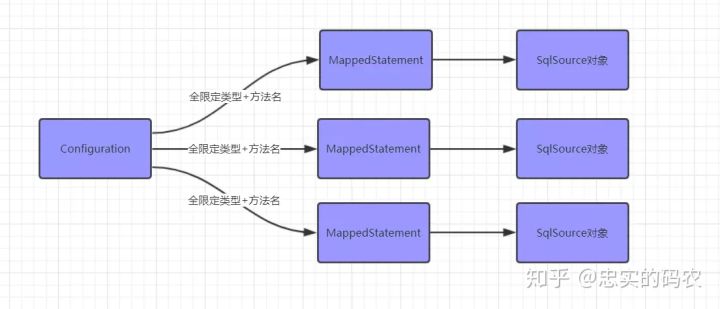 MappedStatement
SqlSource对象
全限定类型+方法名
Configuration
全限定类型+方法名
MappedStatement
SqlSource对象
全限定类型+方法名
MappedStatement
SqlSource对象
知乎 @忠实的码农